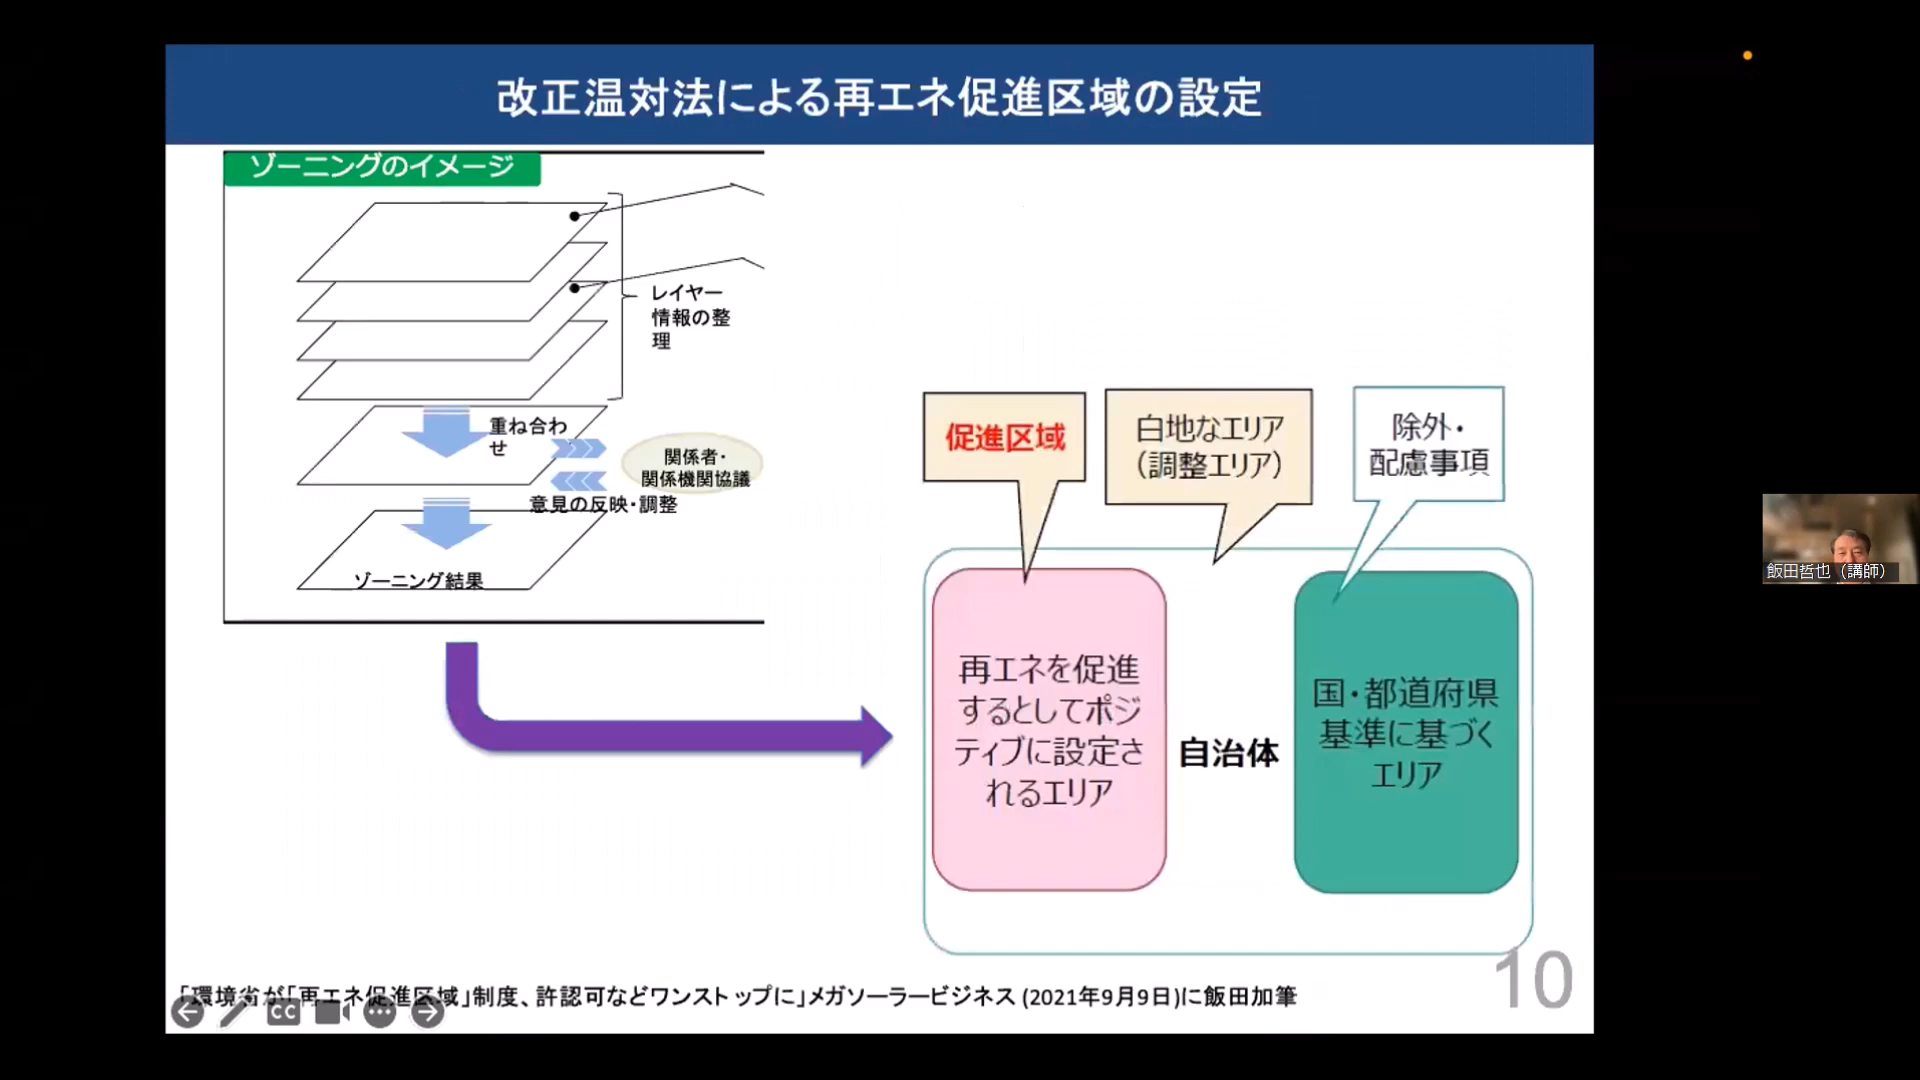 改正温対法による再エネ促進区域の設定
ゾーニングのイメージ
レイヤー
情報の整
理
重ね合わ
せ
関係者・
関係機関協議
意見の反映・調整
ゾーニング結果
促進区域
白地なエリア
（調整エリア）
除外・
配慮事項
再エネを促進
するとしてポジ
ティブに設定さ
れるエリア
自治体
国・都道府県
基準に基づく
エリア
「環境省が「再エネ促進区域」制度、許認可などワンストップに」メガソーラービジネス (2021年9月9日)に飯田加筆
10
CC
飯田哲也（講師）